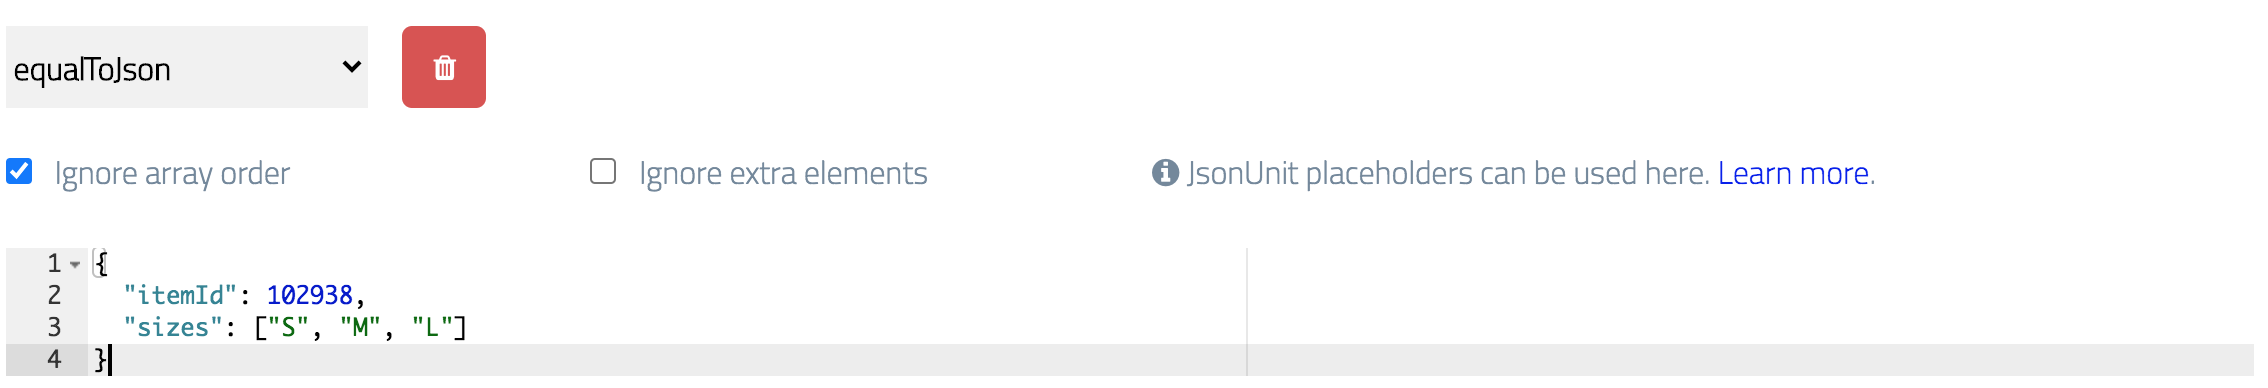 equalToJson
Ignore array order
Ignore extra elements
JsonUnit placeholders can be used here. Learn more.
1 {
2 "itemId": 102938,
3 "sizes": ["S", "M", "L"]
4 }